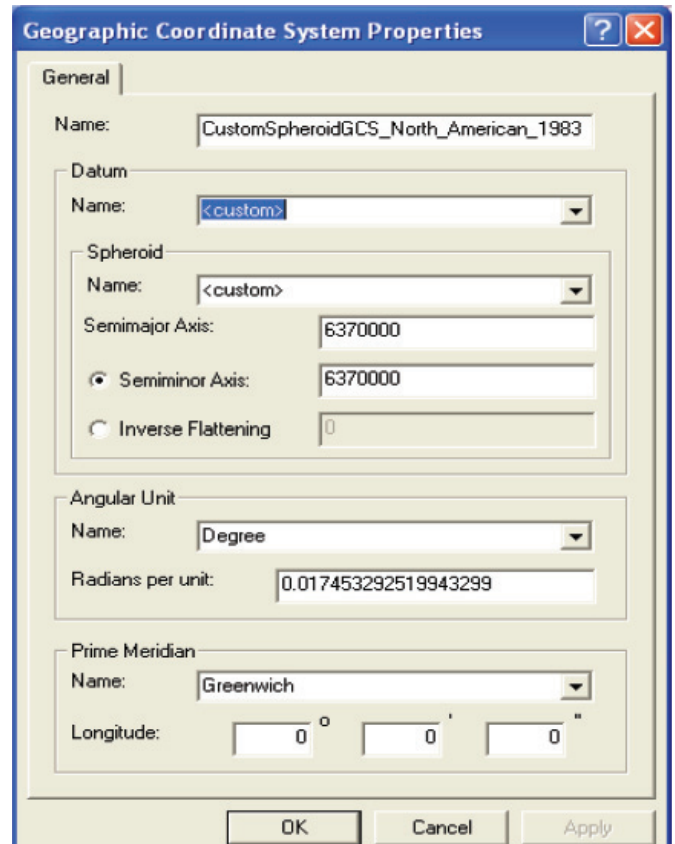 Geographic Coordinate System Properties
General
Name: CustomSpheroidGCS_North_American_1983
Datum
Name: <custom>
Spheroid
Name: <custom>
Semimajor Axis: 6370000
Semiminor Axis: 6370000
Inverse Flattening 0
Angular Unit
Name: Degree
Radians per unit: 0.017453292519943299
Prime Meridian
Name: Greenwich
Longitude: 0 ° 0 ' 0 "
OK Cancel Apply